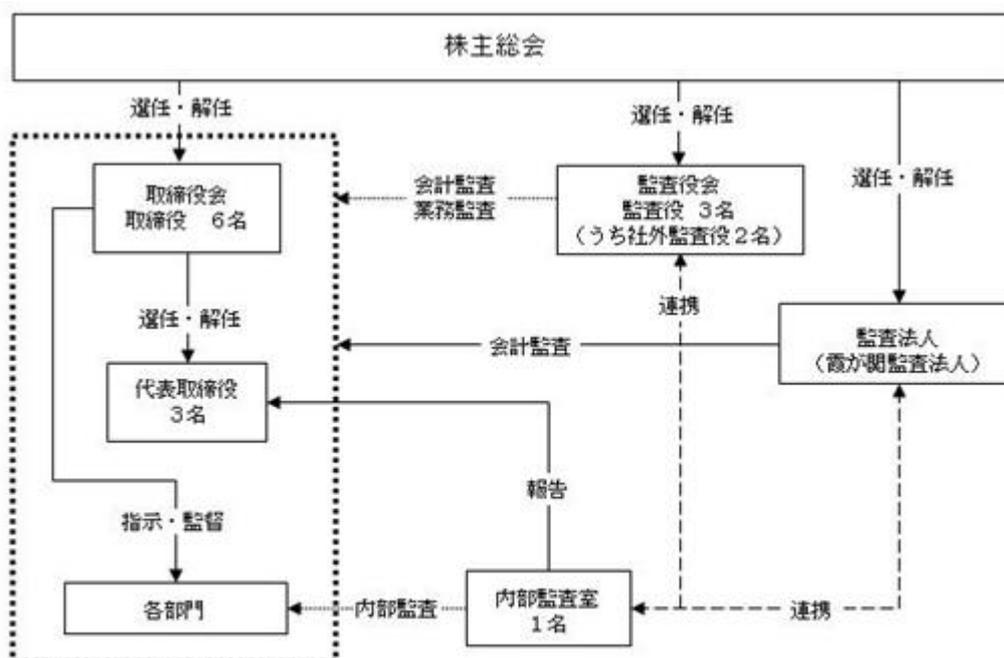 株主総会
選任・解任
選任・解任
選任・解任
取締役会
取締役 6名
会計監査
業務監査
監査役会
監査役 3名
(うち社外監査役2名)
連携
選任・解任
会計監査
監査法人
(霞が関監査法人)
代表取締役
3名
報告
指示・監督
各部門
内部監査
内部監査室
1名
連携